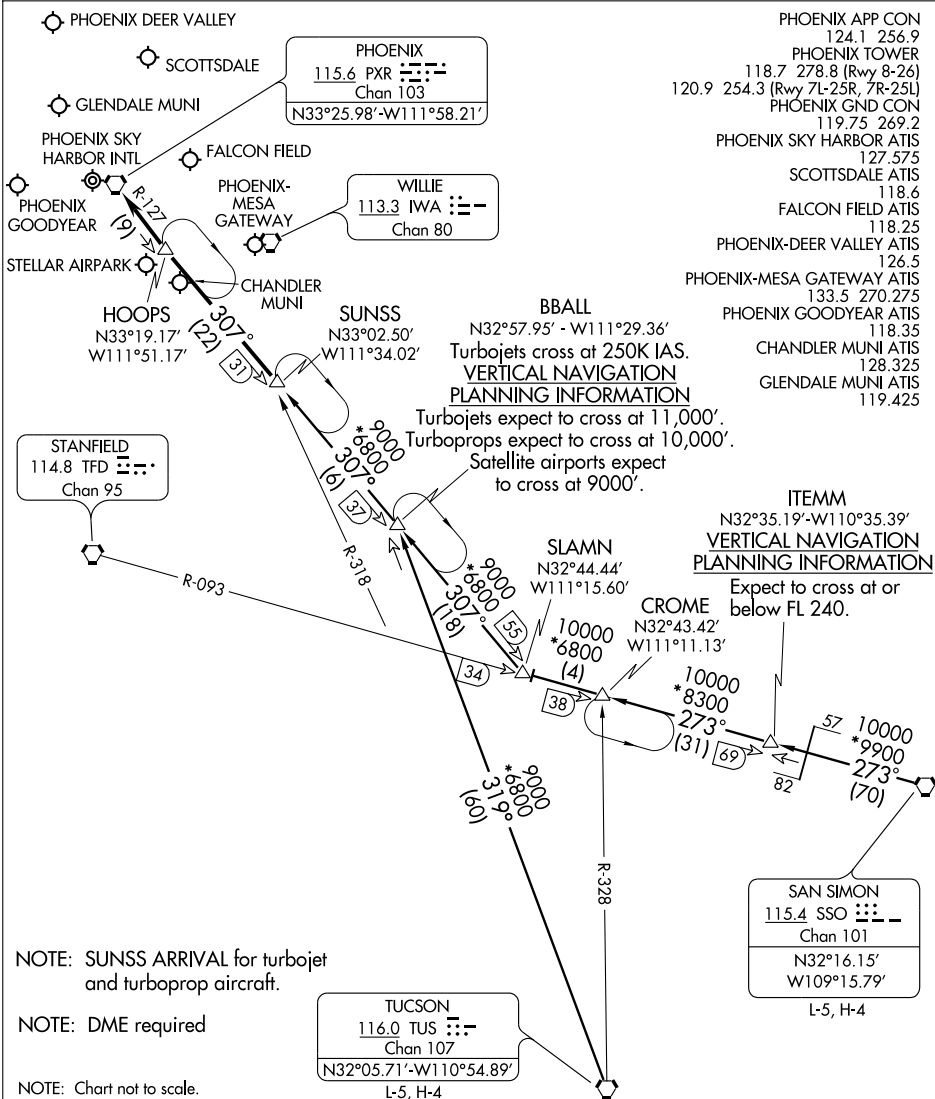 PHOENIX DEER VALLEY
SCOTTSDALE
GLENDALE MUNI
PHOENIX SKY
HARBOR INTL
FALCON FIELD
PHOENIX
GOODYEAR
PHOENIX-
MESA
GATEWAY
STELLAR AIRPARK
CHANDLER
MUNI
PHOENIX
115.6 PXR
Chan 103
N33°25.98'-W111°58.21'
WILLIE
113.3 IWA
Chan 80
PHOENIX APP CON
124.1 256.9
PHOENIX TOWER
118.7 278.8 (Rwy 8-26)
120.9 254.3 (Rwy 7L-25R, 7R-25L)
PHOENIX GND CON
119.75 269.2
PHOENIX SKY HARBOR ATIS
127.575
SCOTTSDALE ATIS
118.6
FALCON FIELD ATIS
118.25
PHOENIX-DEER VALLEY ATIS
126.5
PHOENIX-MESA GATEWAY ATIS
133.5 270.275
PHOENIX GOODYEAR ATIS
118.35
CHANDLER MUNI ATIS
128.325
GLENDALE MUNI ATIS
119.425
R-127
(9)
HOOPS
N33°19.17'
W111°51.17'
307°
(22)
31
SUNSS
N33°02.50'
W111°34.02'
BBALL
N32°57.95' - W111°29.36'
Turbojets cross at 250K IAS.
VERTICAL NAVIGATION
PLANNING INFORMATION
Turbojets expect to cross at 11,000'.
Turboprops expect to cross at 10,000'.
Satellite airports expect
to cross at 9000'.
9000
*6800
307°
(6)
37
STANFIELD
114.8 TFD
Chan 95
R-093
R-318
9000
*6800
307°
(18)
55
SLAMN
N32°44.44'
W111°15.60'
34
10000
*6800
(4)
38
CROME
N32°43.42'
W111°11.13'
ITEMM
N32°35.19'-W110°35.39'
VERTICAL NAVIGATION
PLANNING INFORMATION
Expect to cross at or
below FL 240.
10000
*8300
273°
(31)
69
57
82
10000
*9900
273°
(70)
9000
*6800
319°
(60)
R-328
SAN SIMON
115.4 SSO
Chan 101
N32°16.15'
W109°15.79'
L-5, H-4
TUCSON
116.0 TUS
Chan 107
N32°05.71'-W110°54.89'
L-5, H-4
NOTE: SUNSS ARRIVAL for turbojet
and turboprop aircraft.
NOTE: DME required
NOTE: Chart not to scale.